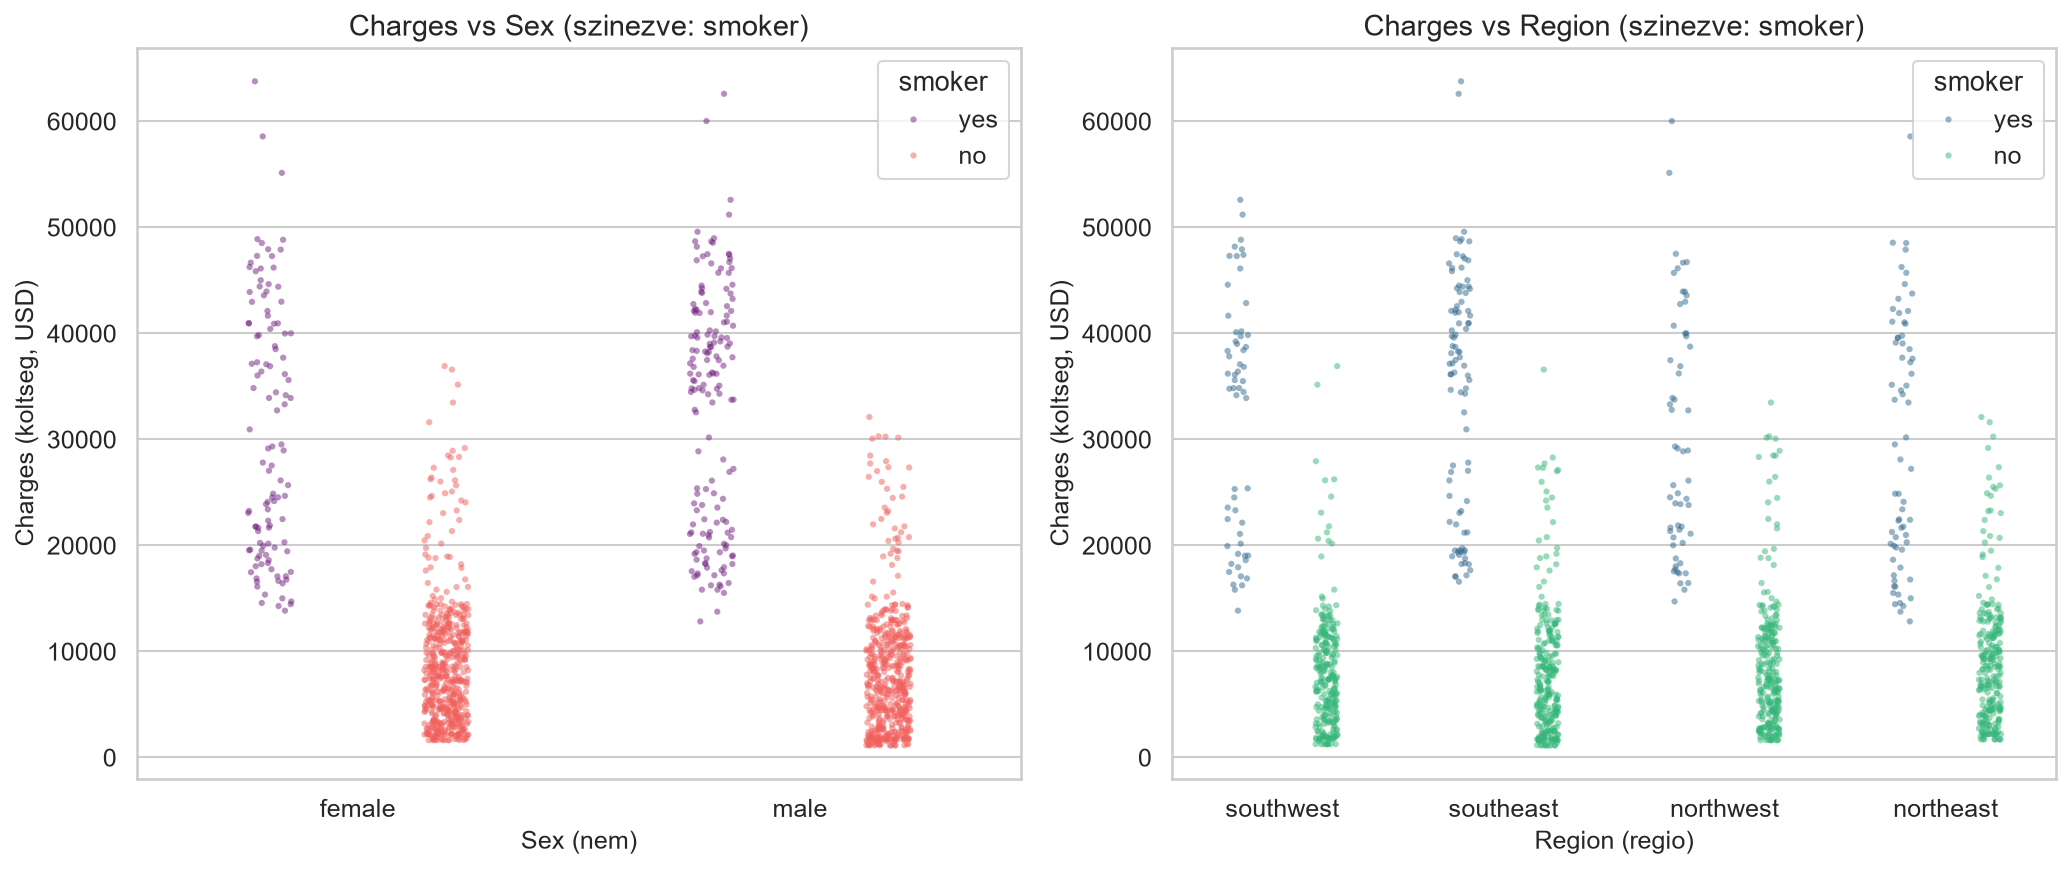 Charges vs Sex (szinezve: smoker)
smoker
yes
no
60000
50000
40000
30000
20000
10000
0
Charges (koltseg, USD)
female
male
Sex (nem)
Charges vs Region (szinezve: smoker)
smoker
yes
no
60000
50000
40000
30000
20000
10000
0
Charges (koltseg, USD)
southwest
southeast
northwest
northeast
Region (regio)